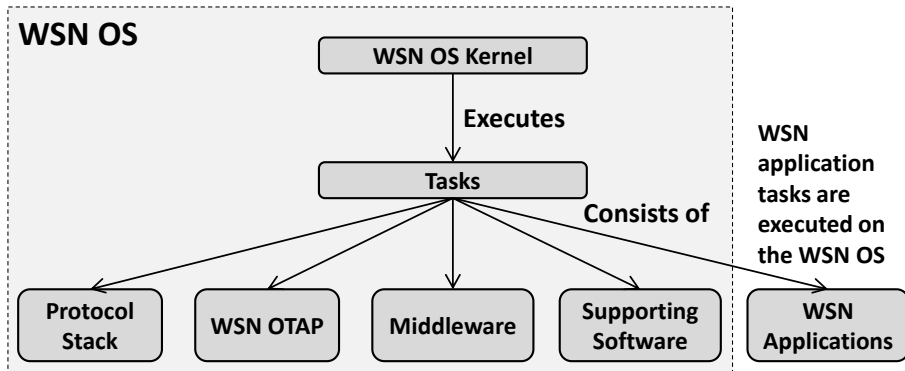 WSN OS
WSN OS Kernel
Executes
Tasks
Consists of
WSN
application
tasks are
executed on
the WSN OS
Protocol
Stack
WSN OTAP
Middleware
Supporting
Software
WSN
Applications